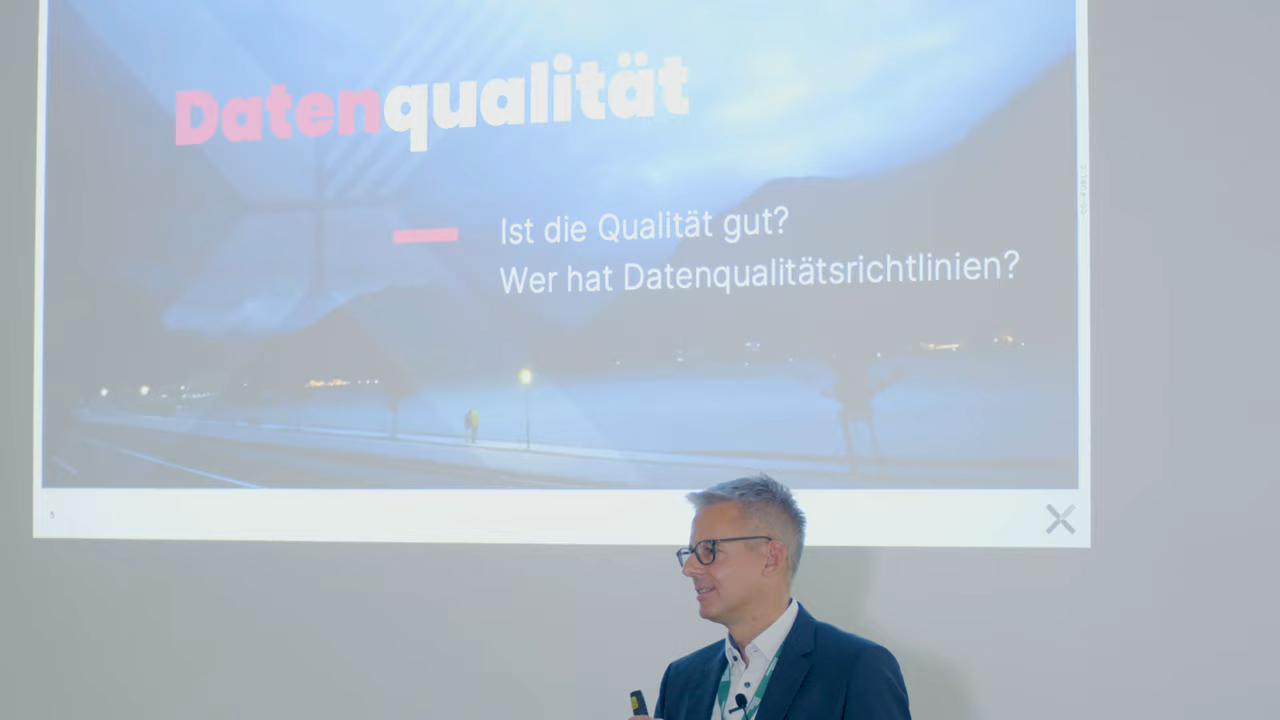 Datenqualität
Ist die Qualität gut?
Wer hat Datenqualitätsrichtlinien?